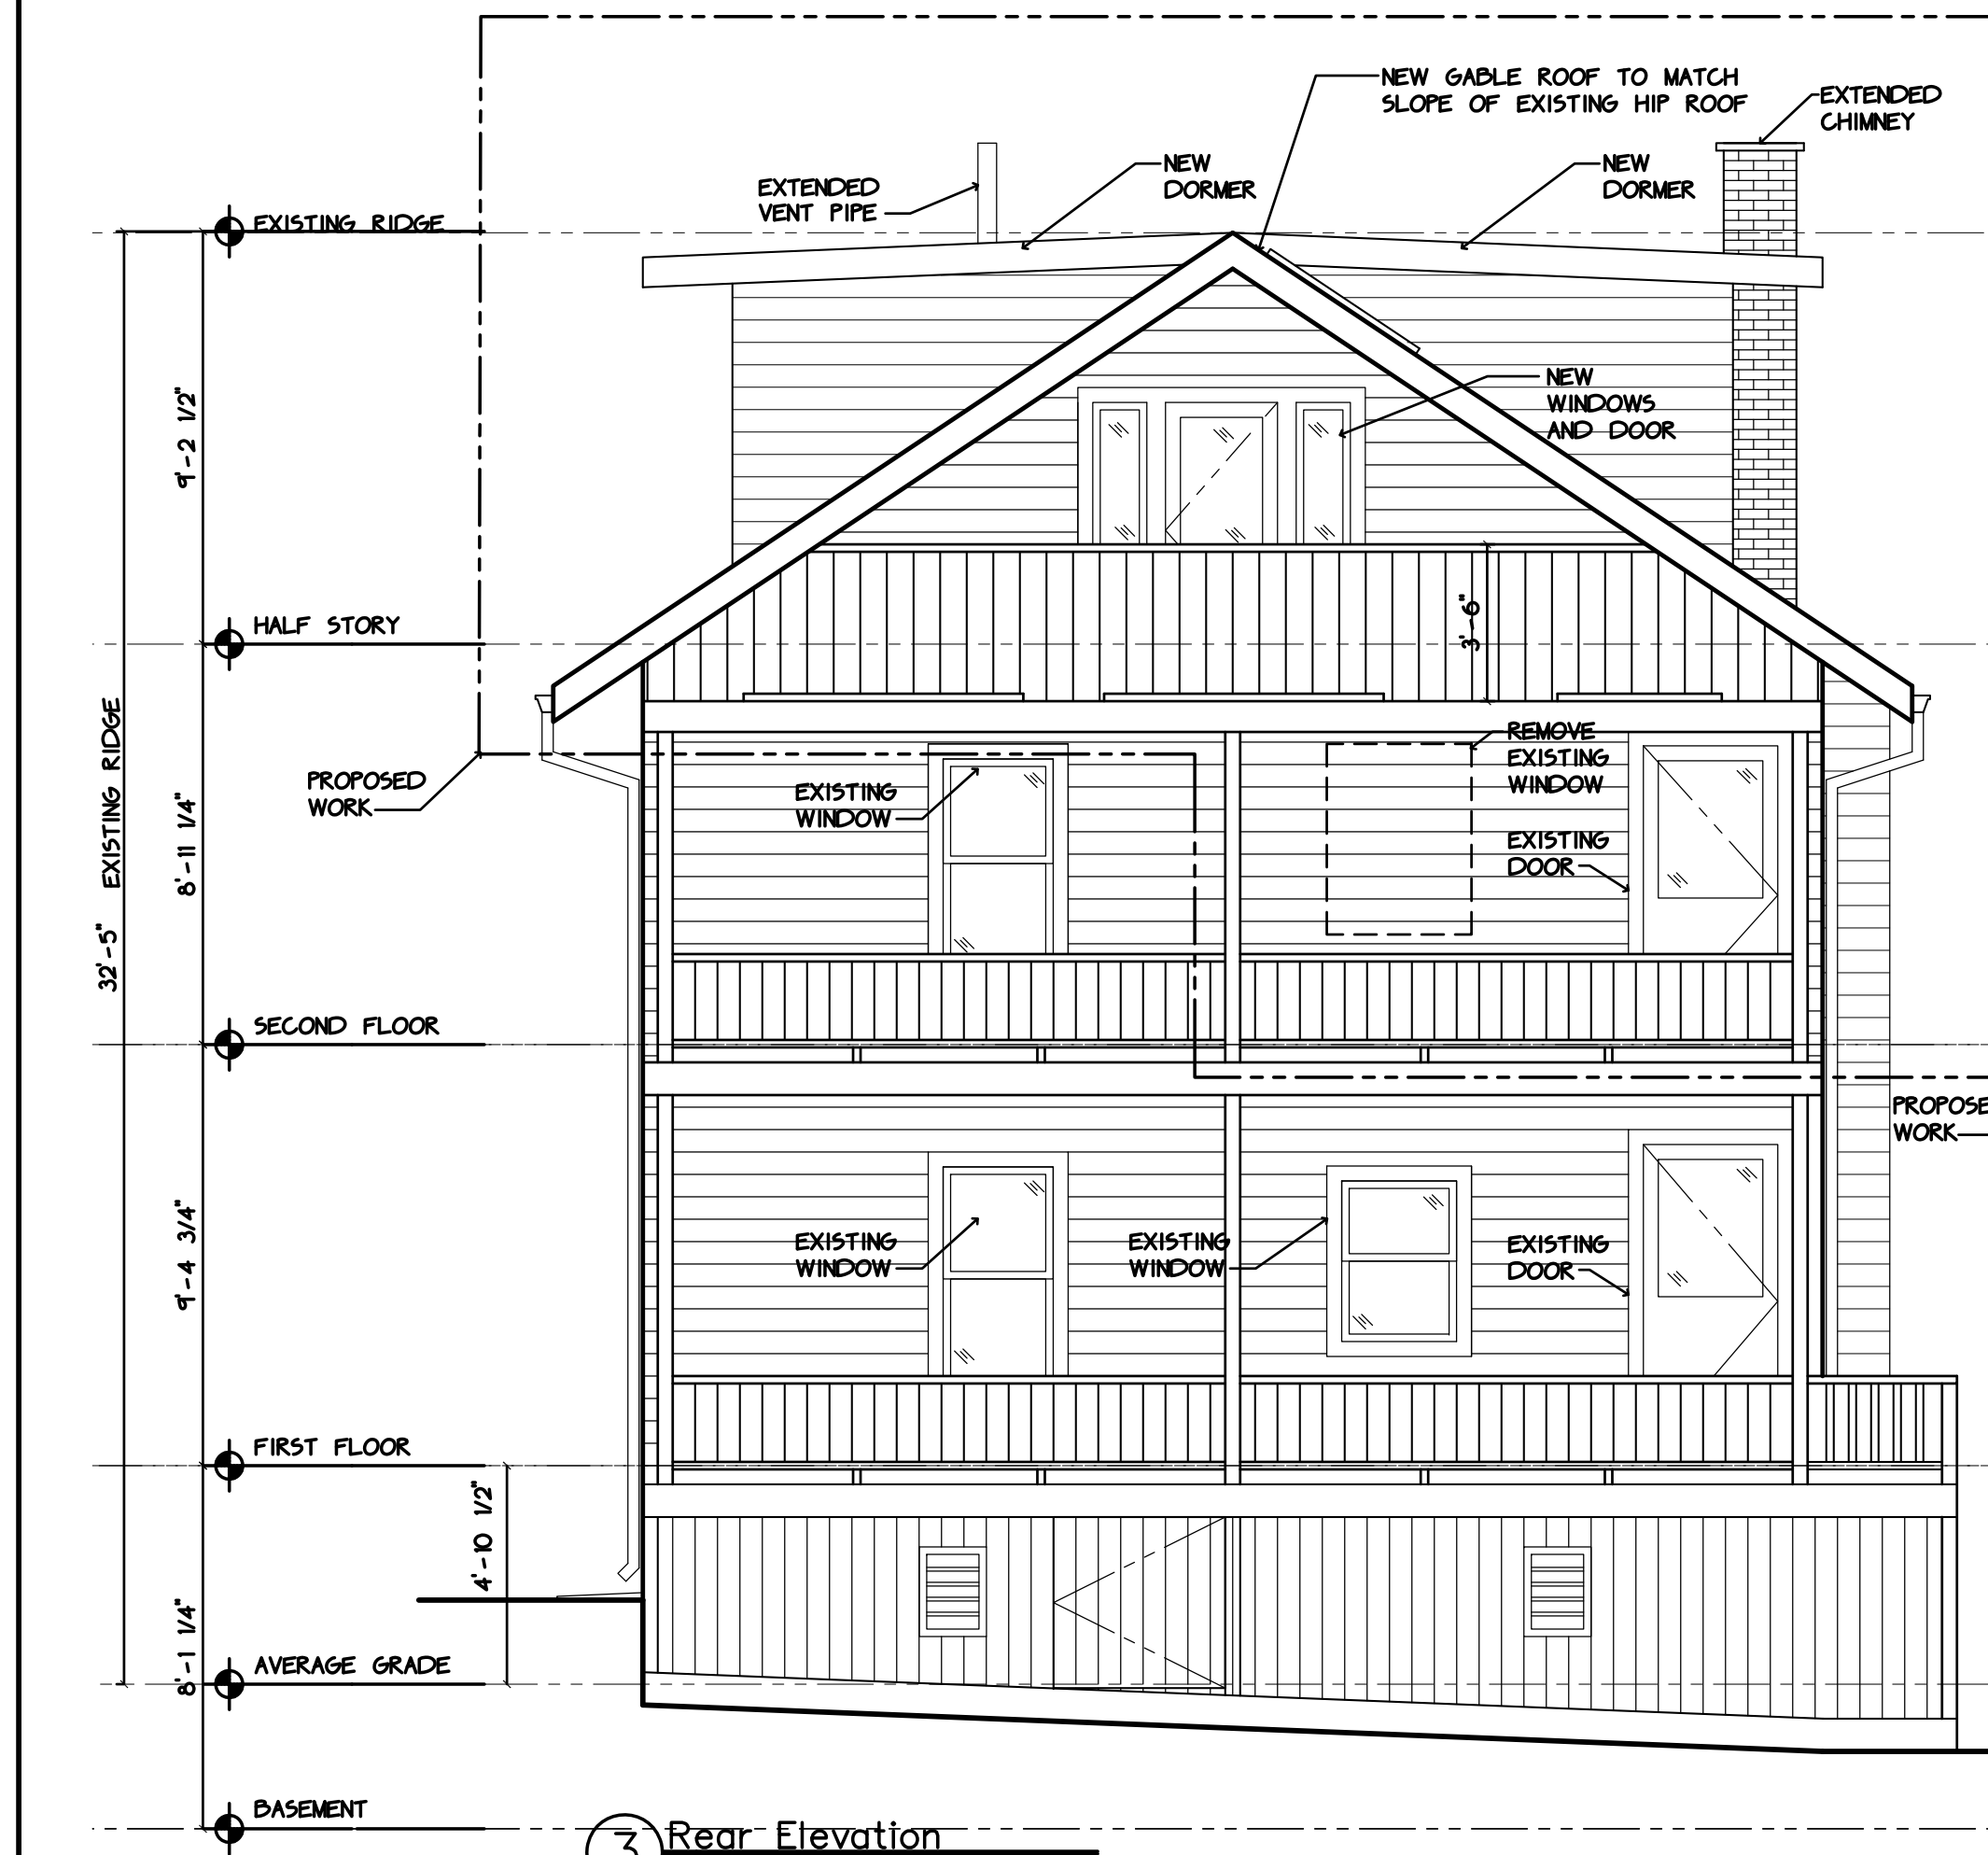 NEW GABLE ROOF TO MATCH
SLOPE OF EXISTING HIP ROOF
EXTENDED
CHIMNEY
EXTENDED
VENT PIPE
NEW
DORMER
NEW
DORMER
EXISTING RIDGE
9'-2 1/2"
NEW
WINDOWS
AND DOOR
3'-6"
HALF STORY
32'-5" EXISTING RIDGE
8'-11 1/4"
PROPOSED
WORK
EXISTING
WINDOW
REMOVE
EXISTING
WINDOW
EXISTING
DOOR
SECOND FLOOR
PROPOSE
WORK
9'-4 3/4"
EXISTING
WINDOW
EXISTING
WINDOW
EXISTING
DOOR
FIRST FLOOR
4'-10 1/2"
8'-1 1/4"
AVERAGE GRADE
BASEMENT
3 Rear Elevation